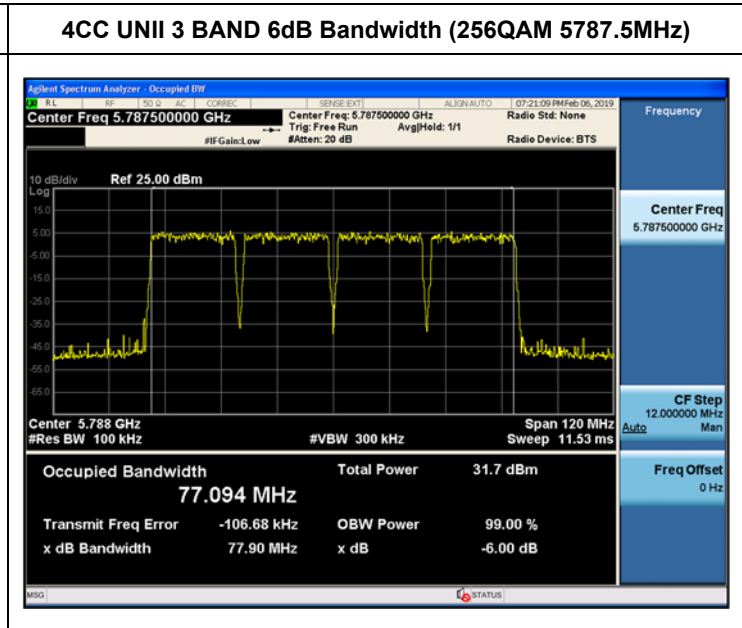 4CC UNII 3 BAND 6dB Bandwidth (256QAM 5787.5MHz)
Agilent Spectrum Analyzer - Occupied BW
RL RF 50 Ω AC CORREC SENSE:EXT ALIGN AUTO 07:21:09 PM Feb 06, 2019
Center Freq 5.787500000 GHz
Center Freq: 5.787500000 GHz
Radio Std: None
Trig: Free Run Avg|Hold: 1/1
#IFGain:Low
#Atten: 20 dB
Radio Device: BTS
10 dB/div Ref 25.00 dBm
Log
15.0
5.00
-5.00
-15.0
-25.0
-35.0
-45.0
-55.0
-65.0
Center 5.788 GHz
Span 120 MHz
#Res BW 100 kHz
#VBW 300 kHz
Sweep 11.53 ms
Occupied Bandwidth
77.094 MHz
Total Power 31.7 dBm
Transmit Freq Error -106.68 kHz
OBW Power 99.00 %
x dB Bandwidth 77.90 MHz
x dB -6.00 dB
MSG
STATUS
Frequency
Center Freq
5.787500000 GHz
CF Step
12.000000 MHz
Auto Man
Freq Offset
0 Hz